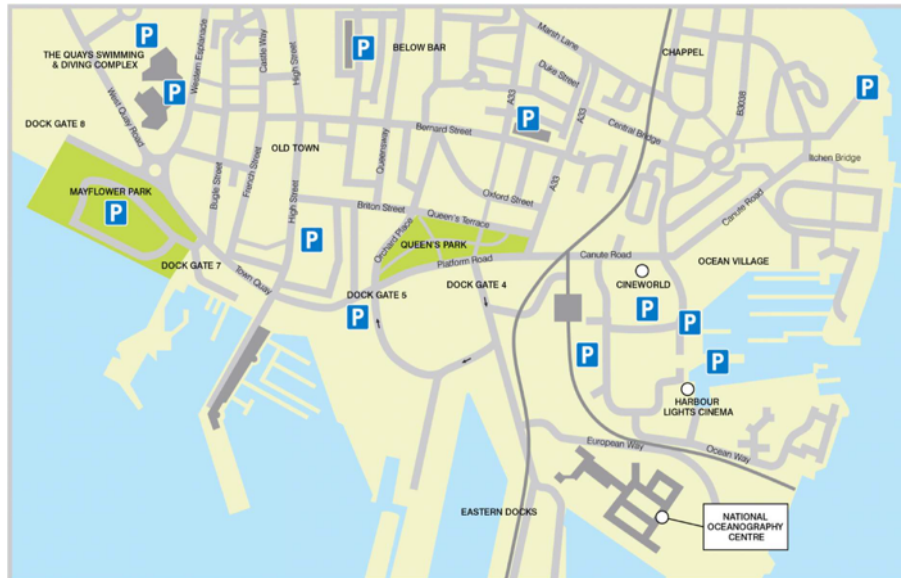 P
THE QUAYS SWIMMING
& DIVING COMPLEX
P
Western Esplanade
Castle Way
High Street
P
BELOW BAR
Marsh Lane
CHAPPEL
Duke Street
P
West Quay Road
DOCK GATE 8
A33
P
A33
Central Bridge
B3038
Bernard Street
OLD TOWN
Queensway
Itchen Bridge
MAYFLOWER PARK
P
Bugle Street
French Street
High Street
Briton Street
Oxford Street
A33
Queen's Terrace
Orchard Place
QUEEN'S PARK
Canute Road
P
Platform Road
Canute Road
OCEAN VILLAGE
DOCK GATE 7
Town Quay
DOCK GATE 5
DOCK GATE 4
CINEWORLD
P
P
P
P
P
HARBOUR
LIGHTS CINEMA
European Way
Ocean Way
EASTERN DOCKS
NATIONAL
OCEANOGRAPHY
CENTRE